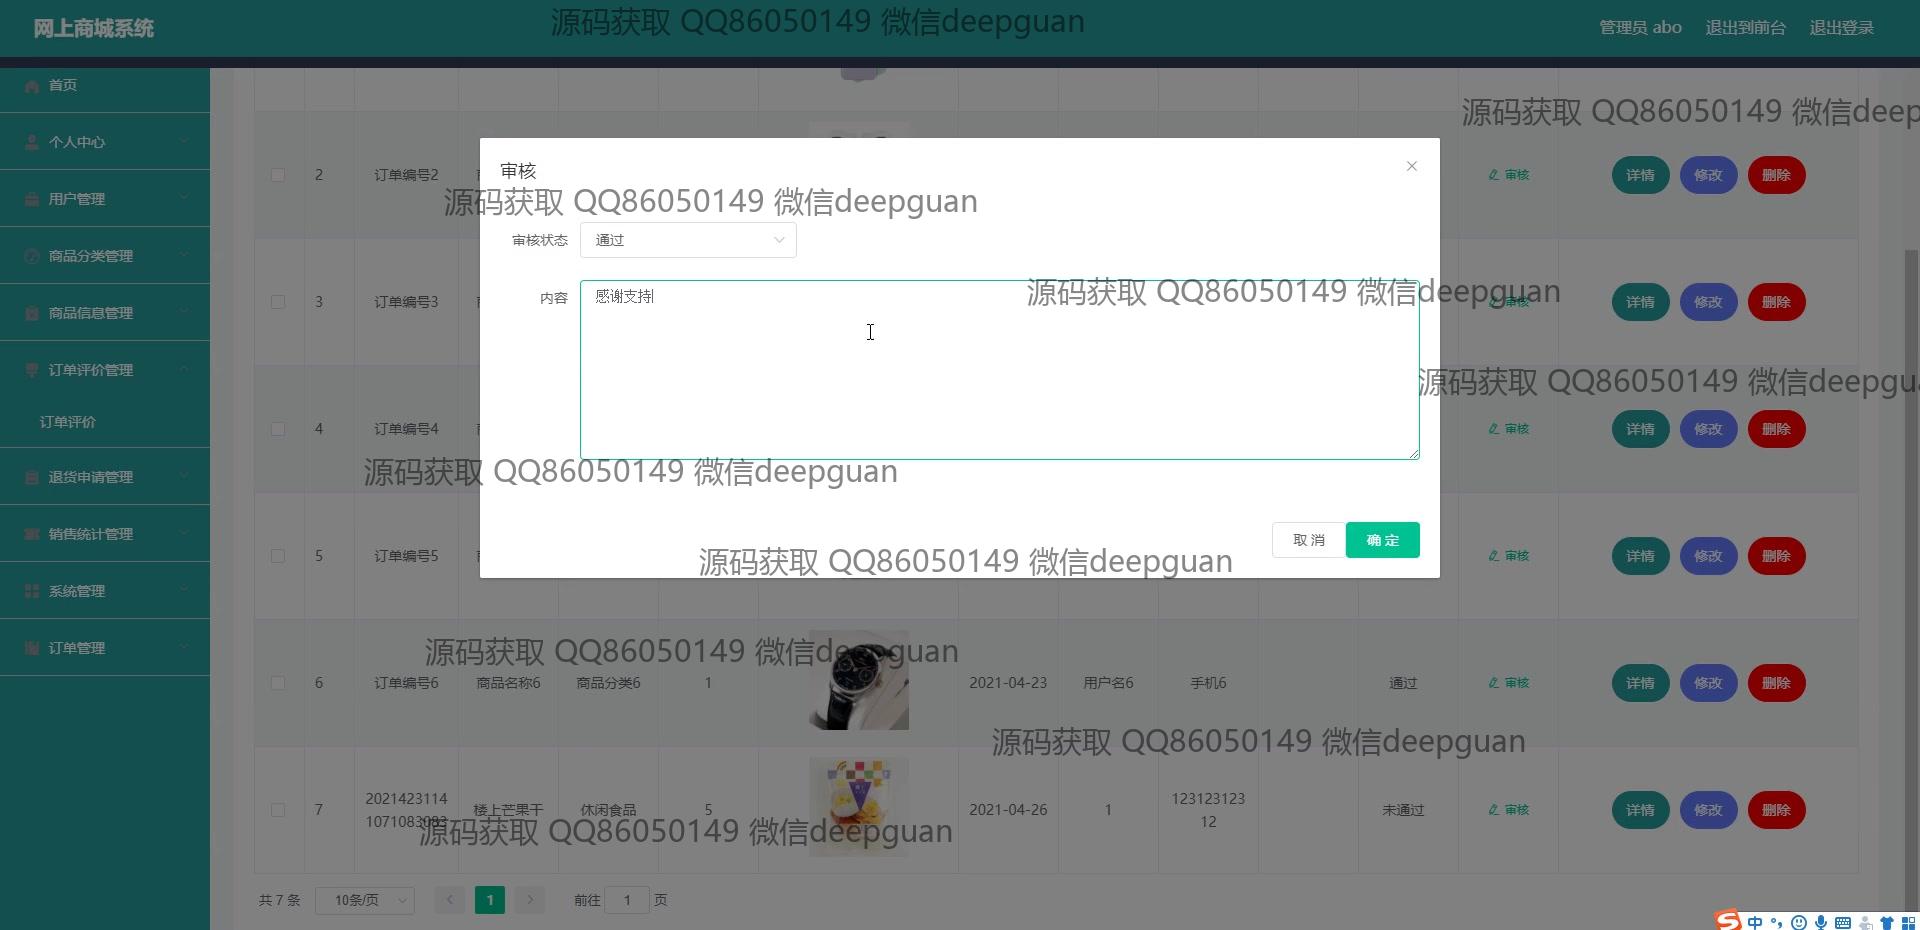 网上商城系统
源码获取 QQ86050149 微信deepguan
管理员 abo 退出到前台 退出登录
首页
个人中心
用户管理
商品分类管理
商品信息管理
订单评价管理
订单评价
退货申请管理
销售统计管理
系统管理
订单管理
源码获取 QQ86050149 微信deep
2 订单编号2 审核 详情 修改 删除
审核
源码获取 QQ86050149 微信deepguan
审核状态 通过
内容 感谢支持
源码获取 QQ86050149 微信deepguan
3 订单编号3 审核 详情 修改 删除
源码获取 QQ86050149 微信deepgu
4 订单编号4 审核 详情 修改 删除
源码获取 QQ86050149 微信deepguan
取消 确定
5 订单编号5 审核 详情 修改 删除
源码获取 QQ86050149 微信deepguan
源码获取 QQ86050149 微信deepguan
6 订单编号6 商品名称6 商品分类6 1 2021-04-23 用户名6 手机6 通过 审核 详情 修改 删除
源码获取 QQ86050149 微信deepguan
7 2021423114 1071083083 楼上芒果干 休闲食品 5 2021-04-26 1 123123123 12 未通过 审核 详情 修改 删除
源码获取 QQ86050149 微信deepguan
共 7 条 10条/页 1 前往 1 页
中